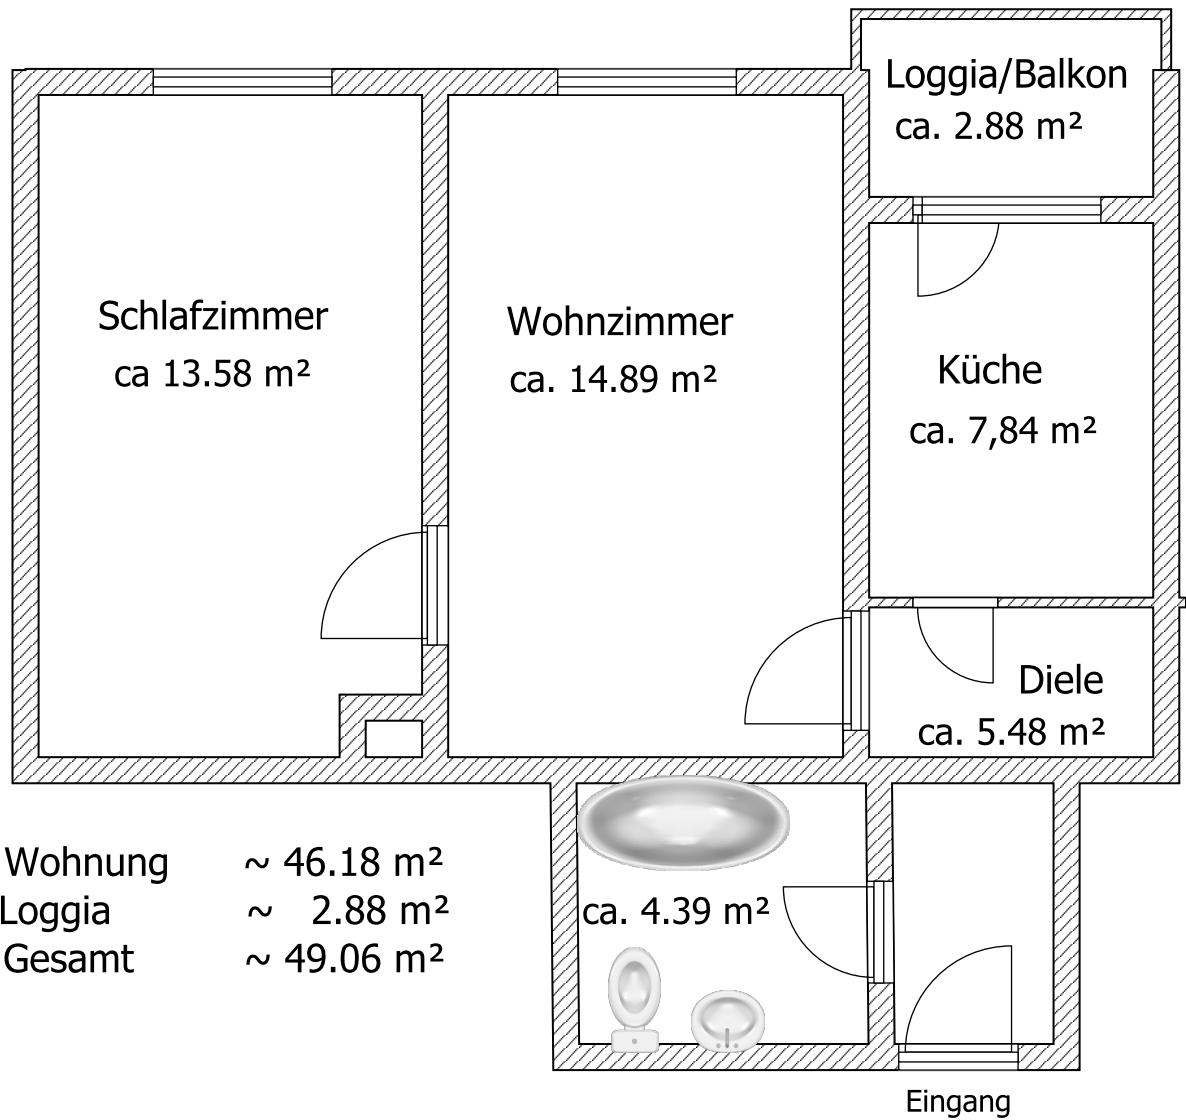 Loggia/Balkon
ca. 2.88 m²
Schlafzimmer
ca 13.58 m²
Wohnzimmer
ca. 14.89 m²
Küche
ca. 7,84 m²
Diele
ca. 5.48 m²
Wohnung ~ 46.18 m²
Loggia ~ 2.88 m²
Gesamt ~ 49.06 m²
ca. 4.39 m²
Eingang